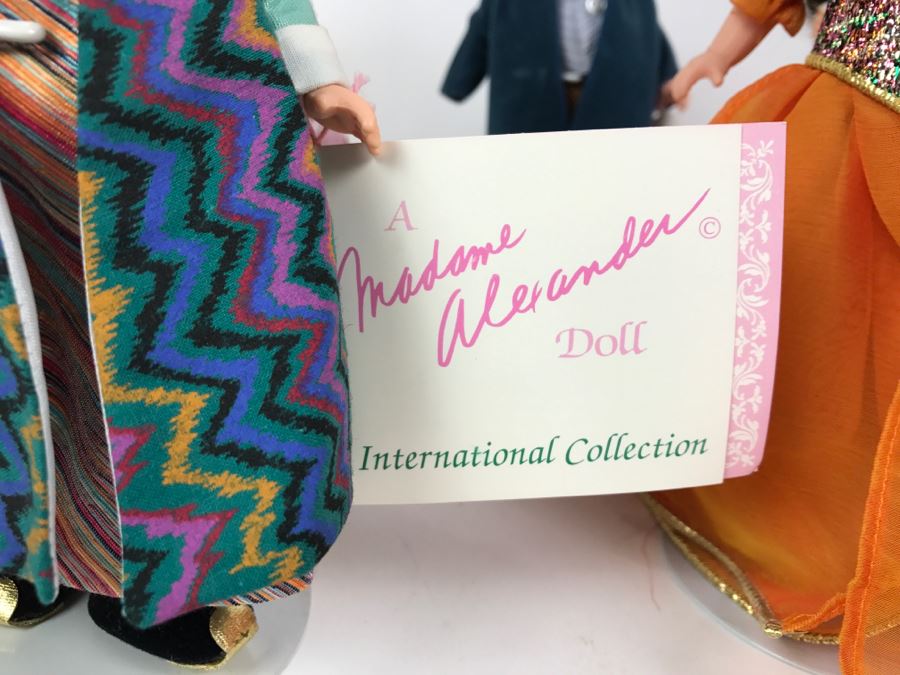 A
Madame
Alexander ©
Doll
International Collection